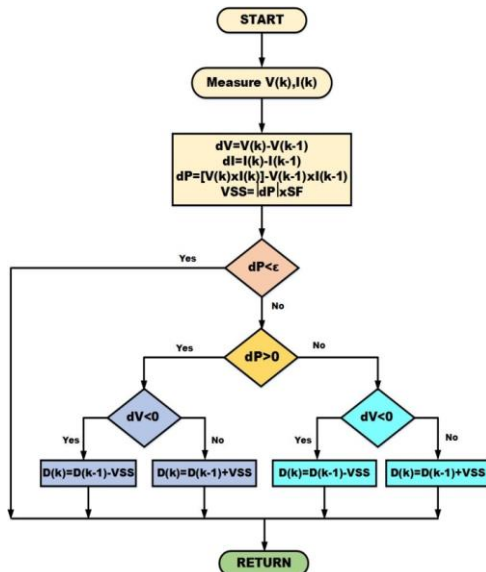 START
Measure V(k),I(k)
dV=V(k)-V(k-1)
dI=I(k)-I(k-1)
dP=[V(k)xI(k)]-V(k-1)xI(k-1)
VSS= |dP|xSF
Yes
dP<ε
No
Yes
dP>0
No
dV<0
dV<0
Yes
No
Yes
No
D(k)=D(k-1)-VSS
D(k)=D(k-1)+VSS
D(k)=D(k-1)-VSS
D(k)=D(k-1)+VSS
RETURN